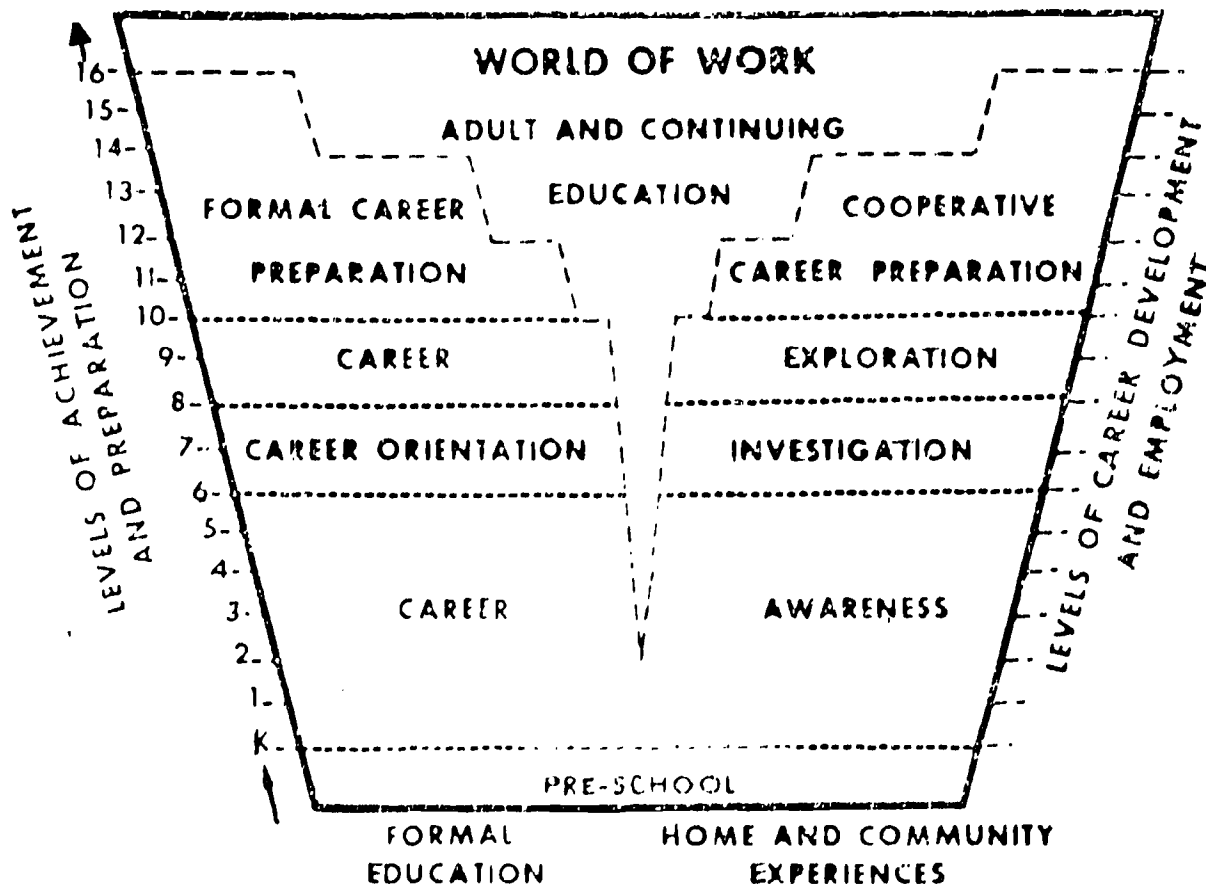 WORLD OF WORK
16-
15-
ADULT AND CONTINUING
14-
13-
EDUCATION
FORMAL CAREER
COOPERATIVE
12-
11-
PREPARATION
CAREER PREPARATION
10-
9-
CAREER
EXPLORATION
8-
7-
CAREER ORIENTATION
INVESTIGATION
6-
5-
4-
3-
CAREER
AWARENESS
2-
1-
K-
PRE-SCHOOL
FORMAL
EDUCATION
HOME AND COMMUNITY
EXPERIENCES
LEVELS OF ACHIEVEMENT
AND PREPARATION
LEVELS OF CAREER DEVELOPMENT
AND EMPLOYMENT